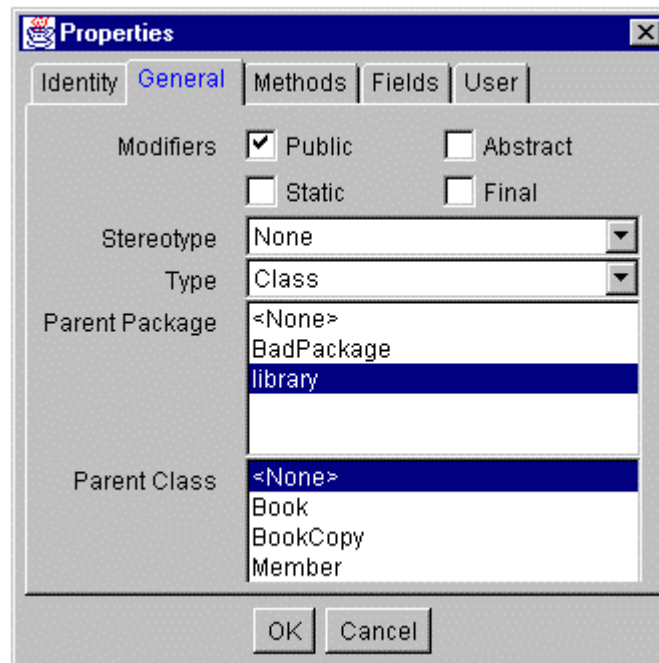 Properties
Identity General Methods Fields User
Modifiers Public Abstract
Static Final
Stereotype None
Type Class
Parent Package <None>
BadPackage
library
Parent Class <None>
Book
BookCopy
Member
OK Cancel